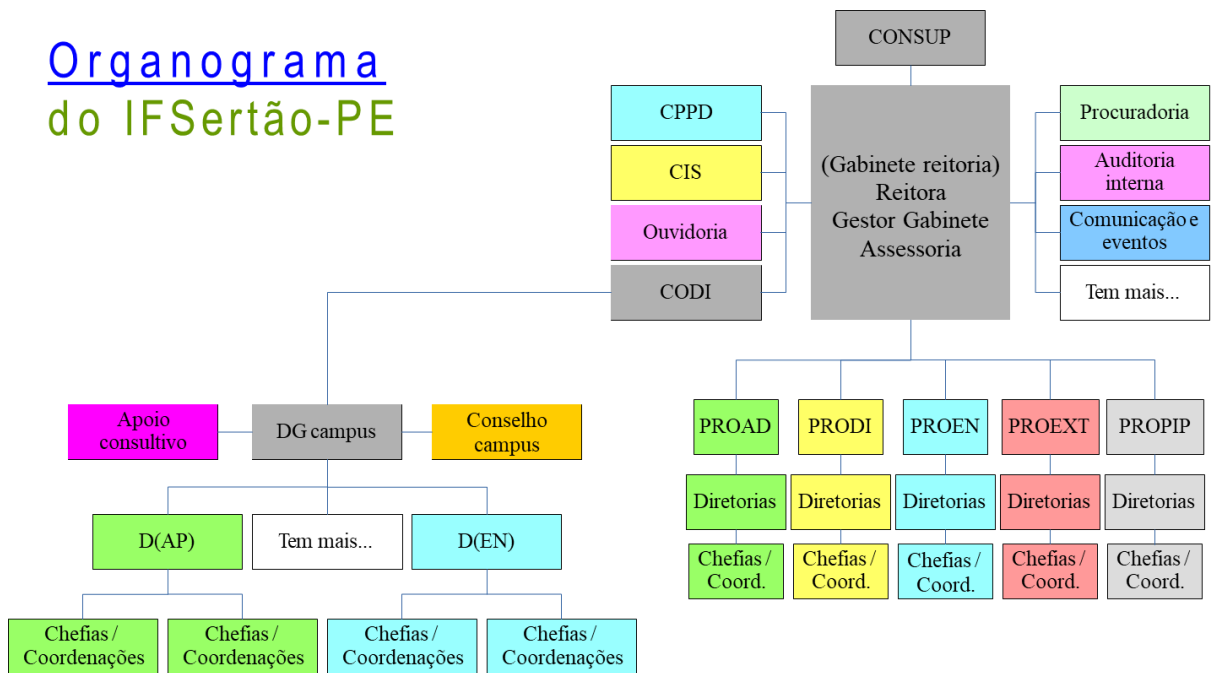 Organograma
do IFSertão-PE
CONSUP
CPPD
CIS
Ouvidoria
CODI
(Gabinete reitoria)
Reitora
Gestor Gabinete
Assessoria
Procuradoria
Auditoria
interna
Comunicação e
eventos
Tem mais...
Apoio
consultivo
DG campus
Conselho
campus
PROAD
PRODI
PROEN
PROEXT
PROPIP
Diretorias
Diretorias
Diretorias
Diretorias
Diretorias
Chefias /
Coord.
Chefias /
Coord.
Chefias /
Coord.
Chefias /
Coord.
Chefias /
Coord.
D(AP)
Tem mais...
D(EN)
Chefias /
Coordenações
Chefias /
Coordenações
Chefias /
Coordenações
Chefias /
Coordenações